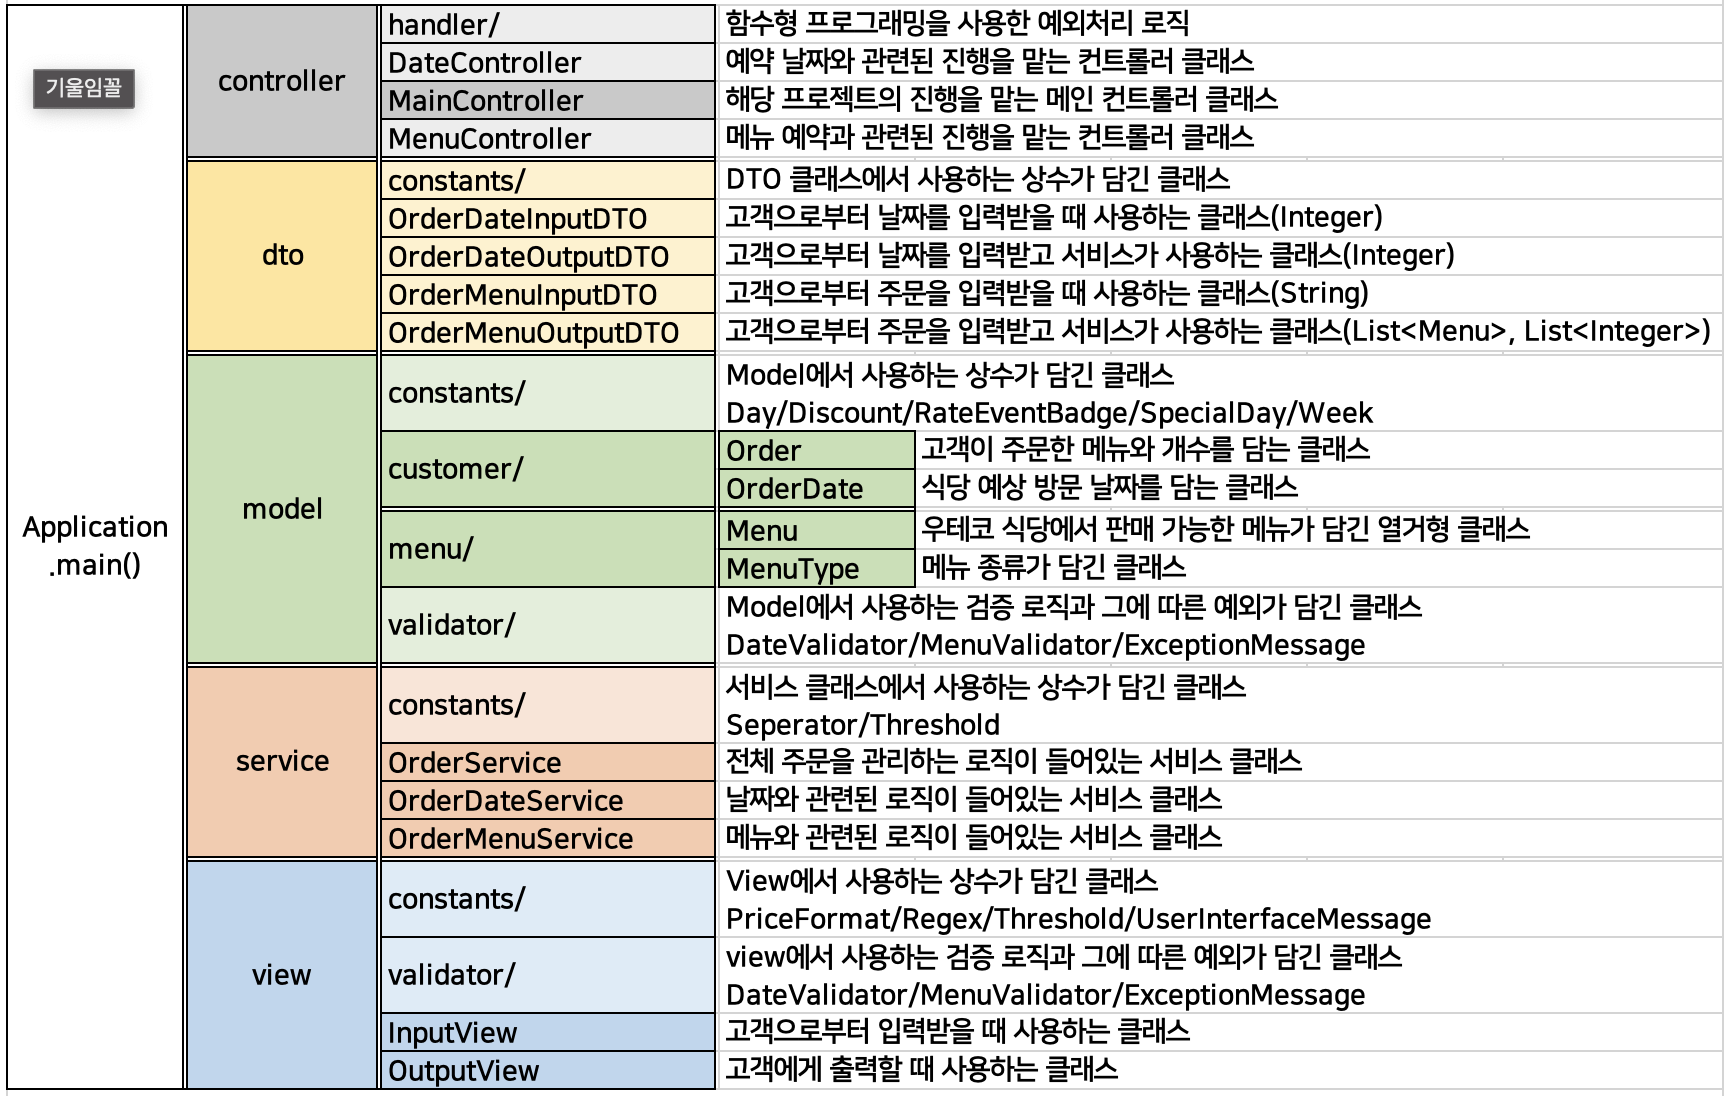 기울임꼴
Application
.main()
controller
handler/
함수형 프로그래밍을 사용한 예외처리 로직
DateController
예약 날짜와 관련된 진행을 맡는 컨트롤러 클래스
MainController
해당 프로젝트의 진행을 맡는 메인 컨트롤러 클래스
MenuController
메뉴 예약과 관련된 진행을 맡는 컨트롤러 클래스
dto
constants/
DTO 클래스에서 사용하는 상수가 담긴 클래스
OrderDateInputDTO
고객으로부터 날짜를 입력받을 때 사용하는 클래스(Integer)
OrderDateOutputDTO
고객으로부터 날짜를 입력받고 서비스가 사용하는 클래스(Integer)
OrderMenuInputDTO
고객으로부터 주문을 입력받을 때 사용하는 클래스(String)
OrderMenuOutputDTO
고객으로부터 주문을 입력받고 서비스가 사용하는 클래스(List<Menu>, List<Integer>)
model
constants/
Model에서 사용하는 상수가 담긴 클래스
Day/Discount/RateEventBadge/SpecialDay/Week
customer/
Order
고객이 주문한 메뉴와 개수를 담는 클래스
OrderDate
식당 예상 방문 날짜를 담는 클래스
menu/
Menu
우테코 식당에서 판매 가능한 메뉴가 담긴 열거형 클래스
MenuType
메뉴 종류가 담긴 클래스
validator/
Model에서 사용하는 검증 로직과 그에 따른 예외가 담긴 클래스
DateValidator/MenuValidator/ExceptionMessage
service
constants/
서비스 클래스에서 사용하는 상수가 담긴 클래스
Seperator/Threshold
OrderService
전체 주문을 관리하는 로직이 들어있는 서비스 클래스
OrderDateService
날짜와 관련된 로직이 들어있는 서비스 클래스
OrderMenuService
메뉴와 관련된 로직이 들어있는 서비스 클래스
view
constants/
View에서 사용하는 상수가 담긴 클래스
PriceFormat/Regex/Threshold/UserInterfaceMessage
validator/
view에서 사용하는 검증 로직과 그에 따른 예외가 담긴 클래스
DateValidator/MenuValidator/ExceptionMessage
InputView
고객으로부터 입력받을 때 사용하는 클래스
OutputView
고객에게 출력할 때 사용하는 클래스